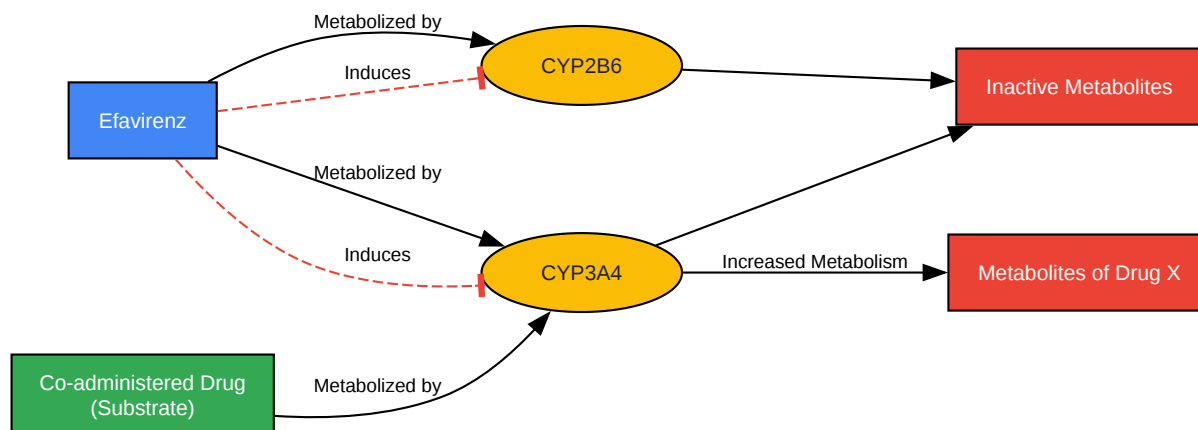 Metabolized by
CYP2B6
Induces
Inactive Metabolites
Efavirenz
Metabolized by
Induces
CYP3A4
Increased Metabolism
Metabolites of Drug X
Co-administered Drug
(Substrate)
Metabolized by